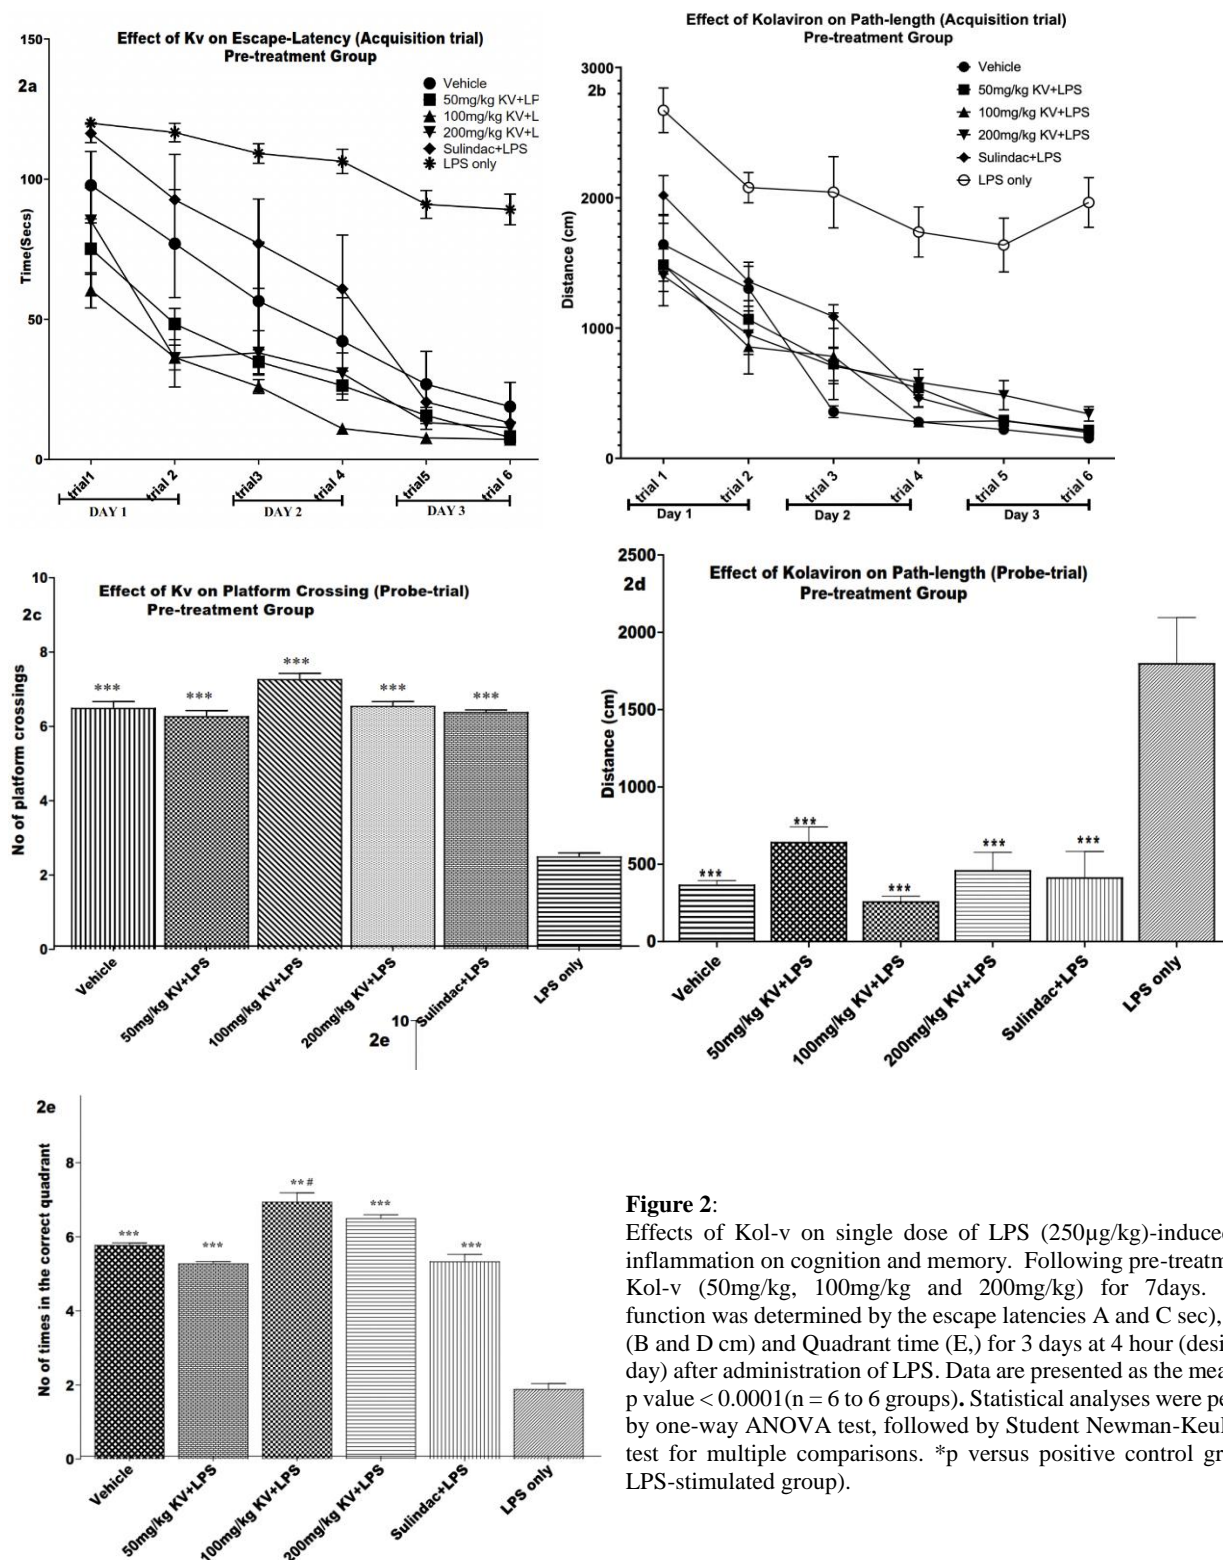 Effect of Kv on Escape-Latency (Acquisition trial)
Pre-treatment Group
2a
150
100
50
0
Time(Secs)
Vehicle
50mg/kg KV+LP
100mg/kg KV+L
200mg/kg KV+L
Sulindac+LPS
LPS only
trial1
trial 2
trial3
trial 4
trial5
trial 6
DAY 1
DAY 2
DAY 3
Effect of Kolaviron on Path-length (Acquisition trial)
Pre-treatment Group
2b
3000
2000
1000
0
Distance (cm)
Vehicle
50mg/kg KV+LPS
100mg/kg KV+LPS
200mg/kg KV+LPS
Sulindac+LPS
LPS only
trial 1
trial 2
trial 3
trial 4
trial 5
trial 6
Day 1
Day 2
Day 3
Effect of Kv on Platform Crossing (Probe-trial)
Pre-treatment Group
2c
10
8
6
4
2
0
No of platform crossings
***
***
***
***
***
Vehicle
50mg/kg KV+LPS
100mg/kg KV+LPS
200mg/kg KV+LPS
Sulindac+LPS
LPS only
Effect of Kolaviron on Path-length (Probe-trial)
Pre-treatment Group
2d
2500
2000
1500
1000
500
0
Distance (cm)
***
***
***
***
***
Vehicle
50mg/kg KV+LPS
100mg/kg KV+LPS
200mg/kg KV+LPS
Sulindac+LPS
LPS only
10
2e
2e
8
6
4
2
0
No of times in the correct quadrant
***
***
**#
***
***
Vehicle
50mg/kg KV+LPS
100mg/kg KV+LPS
200mg/kg KV+LPS
Sulindac+LPS
LPS only
Figure 2:
Effects of Kol-v on single dose of LPS (250µg/kg)-induced
inflammation on cognition and memory. Following pre-treatm
Kol-v (50mg/kg, 100mg/kg and 200mg/kg) for 7days.
function was determined by the escape latencies A and C sec),
(B and D cm) and Quadrant time (E,) for 3 days at 4 hour (desi
day) after administration of LPS. Data are presented as the mea
p value < 0.0001(n = 6 to 6 groups). Statistical analyses were pe
by one-way ANOVA test, followed by Student Newman-Keul
test for multiple comparisons. *p versus positive control gr
LPS-stimulated group).